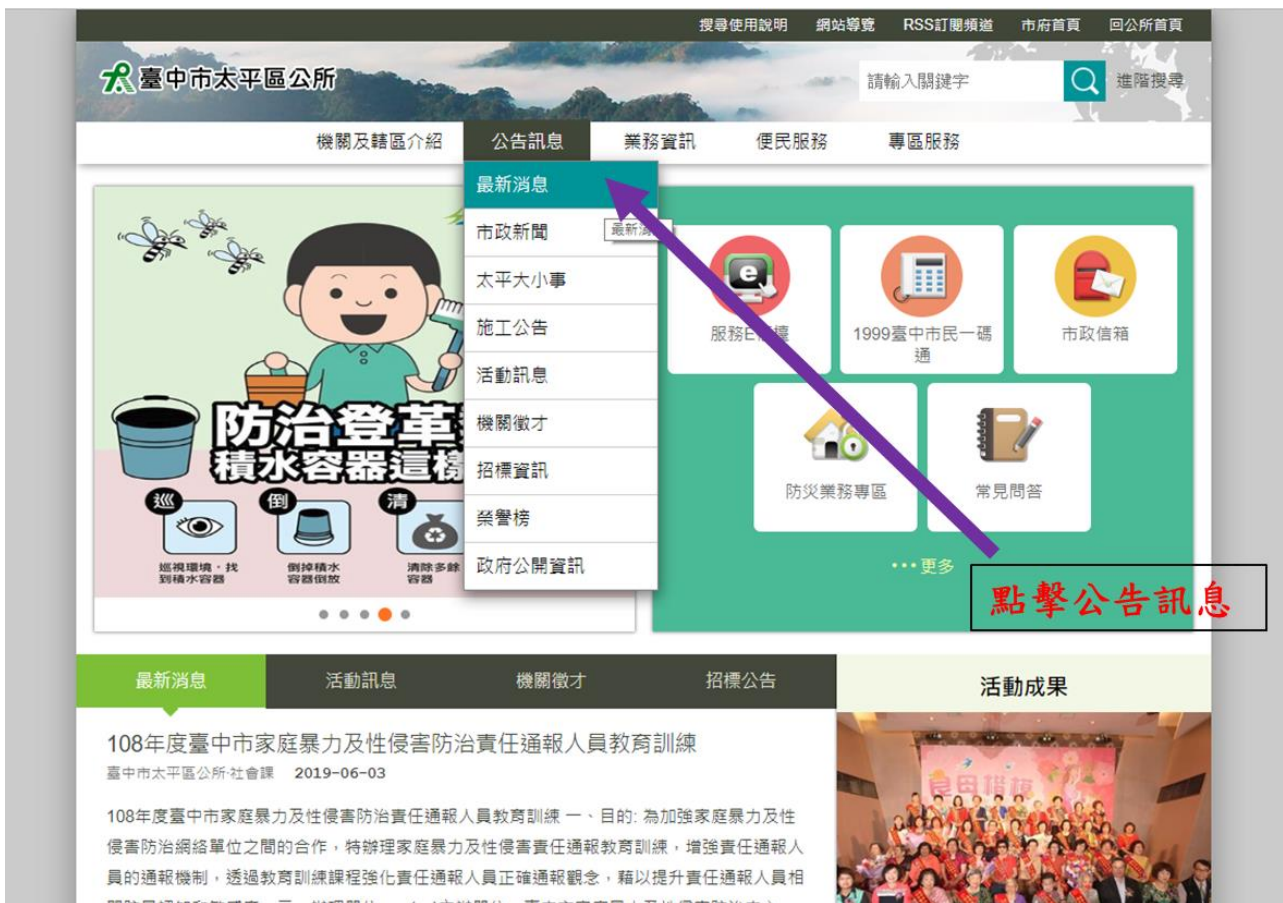 搜尋使用說明 網站導覽 RSS訂閱頻道 市府首頁 回公所首頁
臺中市太平區公所
請輸入關鍵字
進階搜尋
機關及轄區介紹 公告訊息 業務資訊 便民服務 專區服務
最新消息
市政新聞
最新消
太平大小事
施工公告
活動訊息
機關徵才
招標資訊
榮譽榜
政府公開資訊
防治登革
積水容器這樣
巡 倒 清
巡視環境,找
到積水容器
倒掉積水
容器倒放
清除多餘
容器
服務E
1999臺中市民一碼
通
市政信箱
防災業務專區
常見問答
•••更多
點擊公告訊息
最新消息 活動訊息 機關徵才 招標公告
活動成果
108年度臺中市家庭暴力及性侵害防治責任通報人員教育訓練
臺中市太平區公所·社會課 2019-06-03
108年度臺中市家庭暴力及性侵害防治責任通報人員教育訓練 一、目的: 為加強家庭暴力及性
侵害防治網絡單位之間的合作,特辦理家庭暴力及性侵害責任通報教育訓練,增強責任通報人
員的通報機制,透過教育訓練課程強化責任通報人員正確通報觀念,藉以提升責任通報人員相
良母楷模